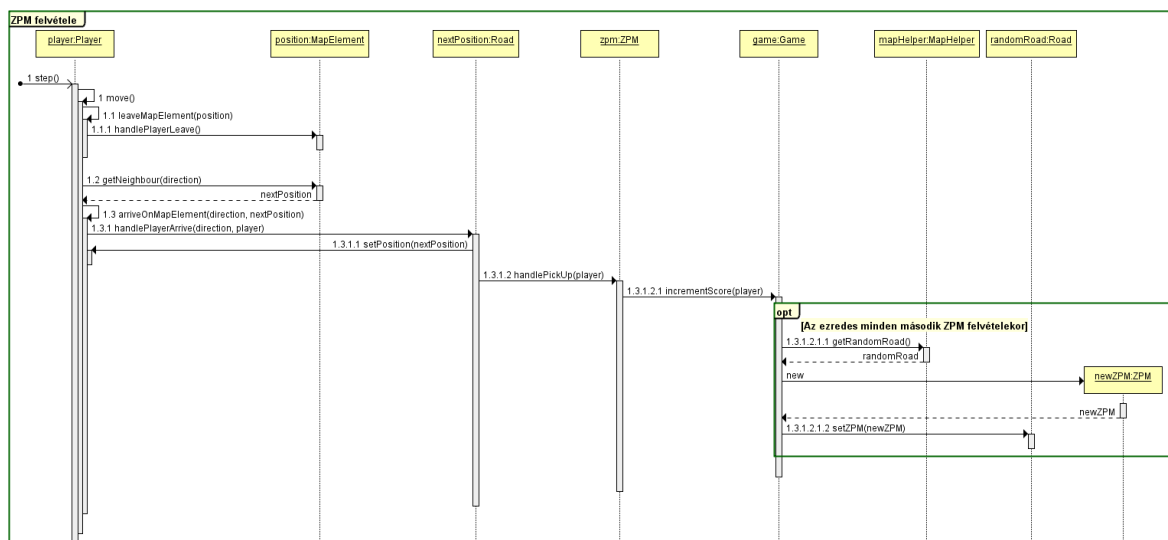 ZPM felvétele
player:Player
position:MapElement
nextPosition:Road
zpm:ZPM
game:Game
mapHelper:MapHelper
randomRoad:Road
1 step()
1 move()
1.1 leaveMapElement(position)
1.1.1 handlePlayerLeave()
1.2 getNeighbour(direction)
nextPosition
1.3 arriveOnMapElement(direction, nextPosition)
1.3.1 handlePlayerArrive(direction, player)
1.3.1.1 setPosition(nextPosition)
1.3.1.2 handlePickUp(player)
1.3.1.2.1 incrementScore(player)
opt
[Az ezredes minden második ZPM felvételekor]
1.3.1.2.1.1 getRandomRoad()
randomRoad
new
newZPM:ZPM
newZPM
1.3.1.2.1.2 setZPM(newZPM)